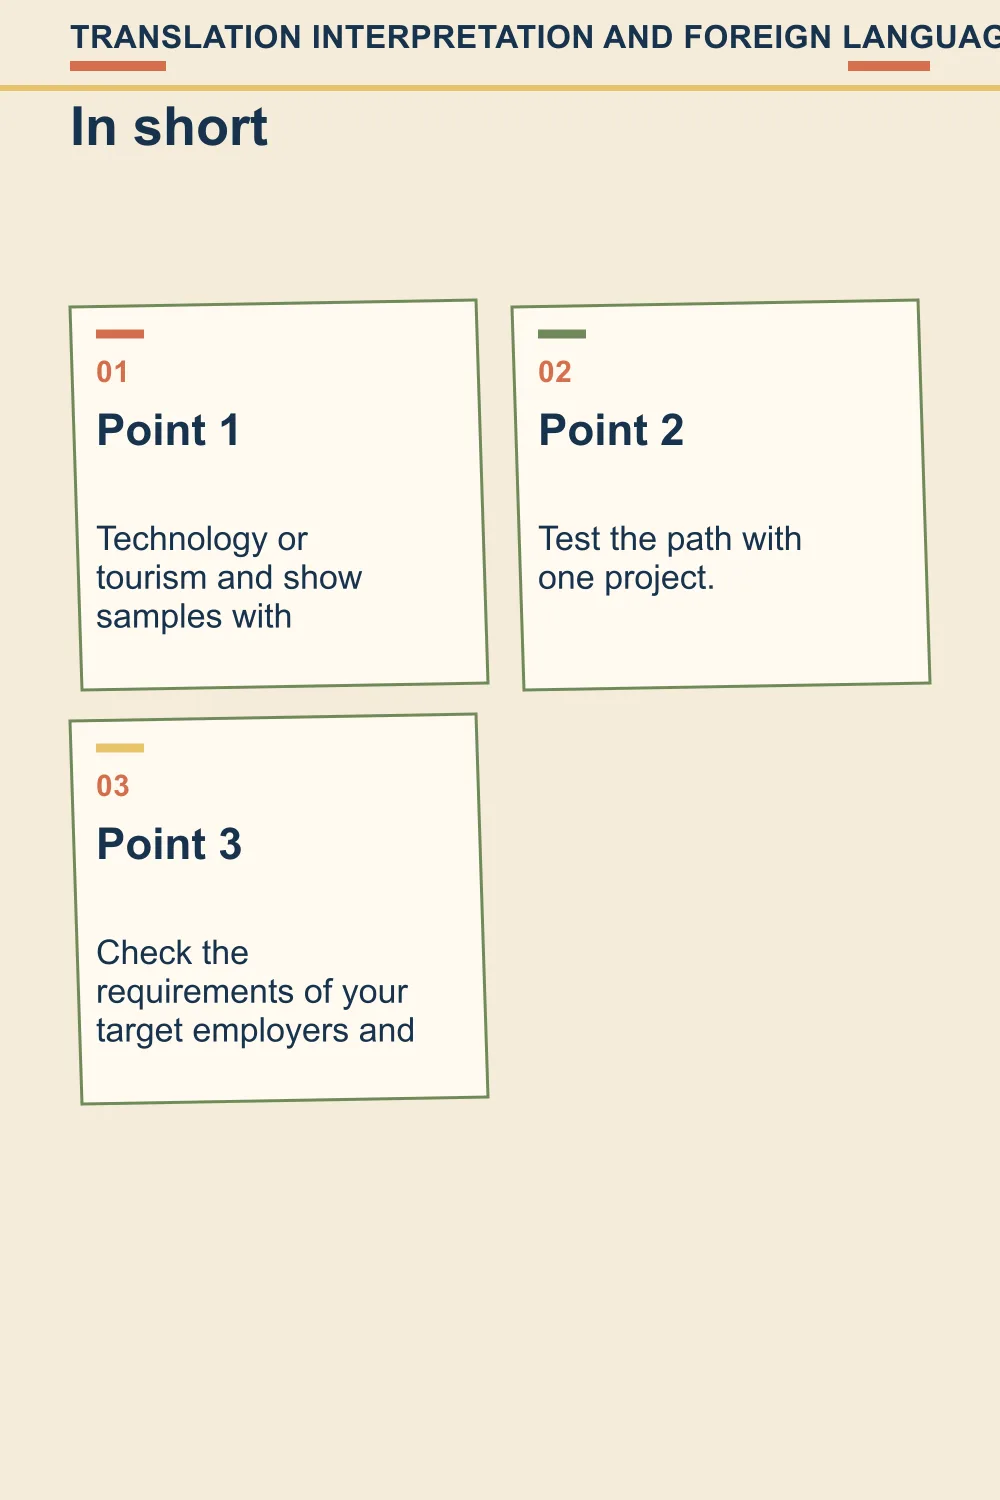 TRANSLATION INTERPRETATION AND FOREIGN LANGUAG
In short
01
Point 1
Technology or
tourism and show
samples with
02
Point 2
Test the path with
one project.
03
Point 3
Check the
requirements of your
target employers and